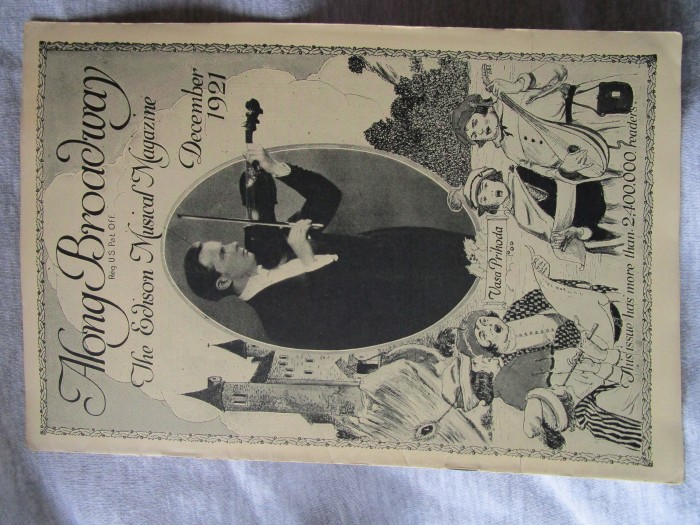 Along Broadway
Reg U.S. Pat. Off.
The Edison Musical Magazine
December
1921
Vasa Prihoda
This issue has more than 2,400,000 readers.